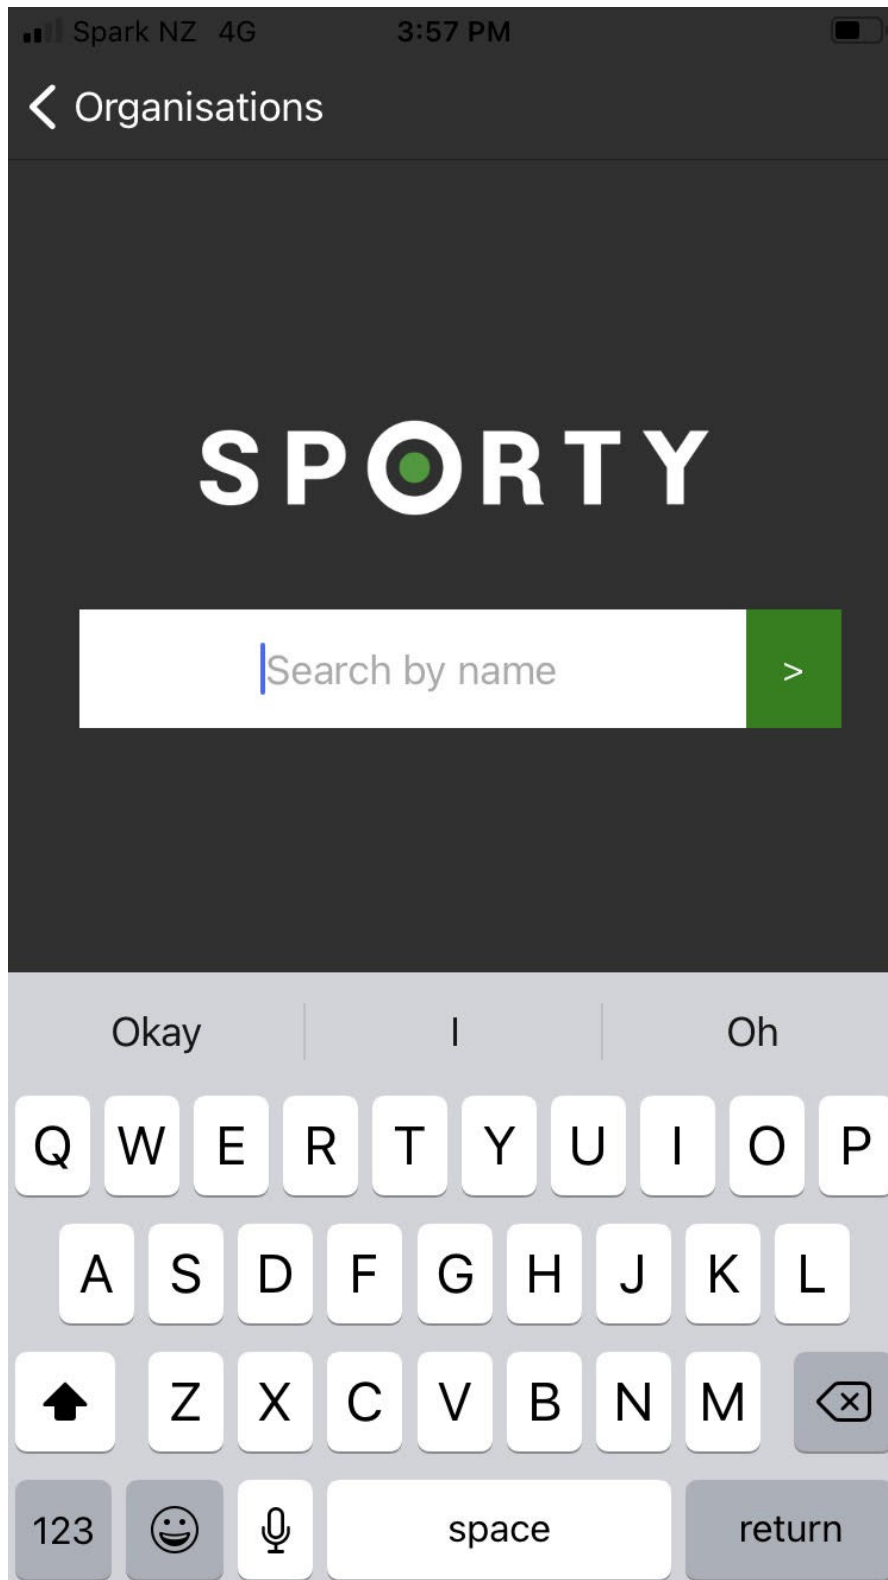 Spark NZ 4G 3:57 PM
Organisations
SPORTY
Search by name >
Okay I Oh
Q W E R T Y U I O P
A S D F G H J K L
Z X C V B N M
123 space return